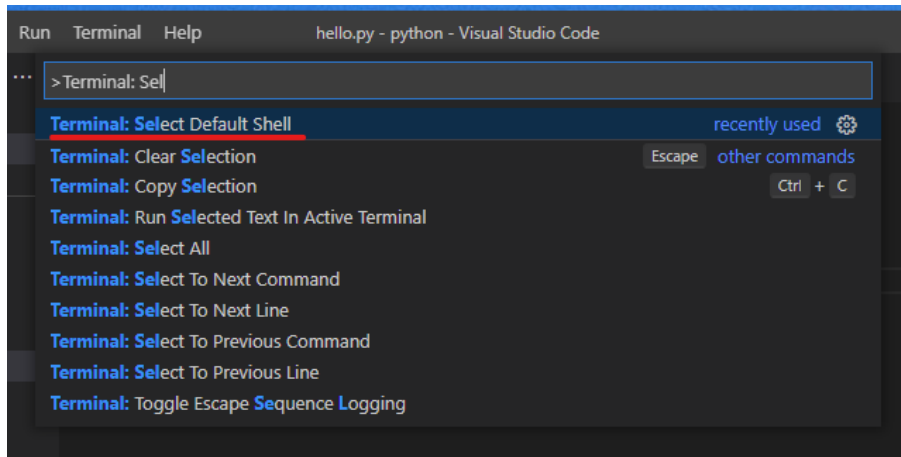 Run Terminal Help hello.py - python - Visual Studio Code
... >Terminal: Sel
Terminal: Select Default Shell recently used
Terminal: Clear Selection Escape other commands
Terminal: Copy Selection Ctrl + C
Terminal: Run Selected Text In Active Terminal
Terminal: Select All
Terminal: Select To Next Command
Terminal: Select To Next Line
Terminal: Select To Previous Command
Terminal: Select To Previous Line
Terminal: Toggle Escape Sequence Logging